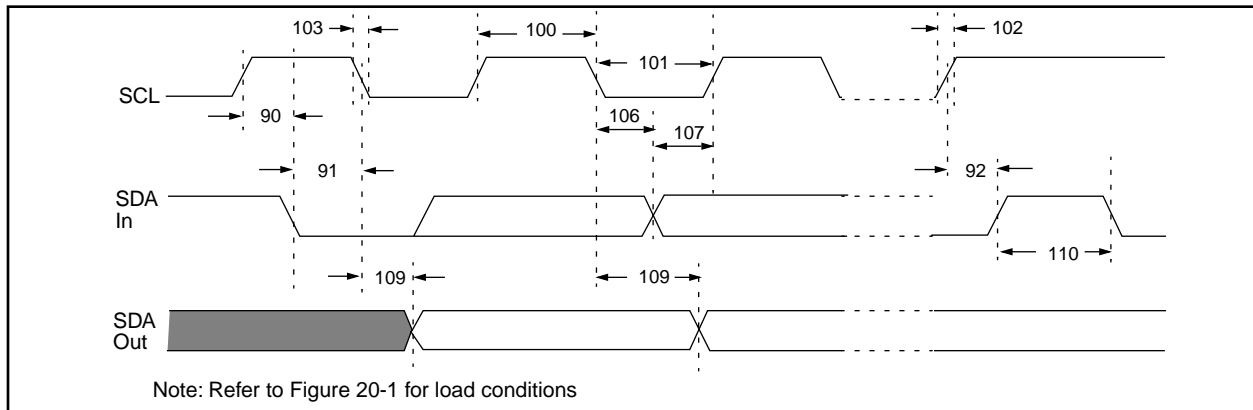 103
100
102
101
SCL
90
106
107
91
92
SDA
In
109
109
110
SDA
Out
Note: Refer to Figure 20-1 for load conditions